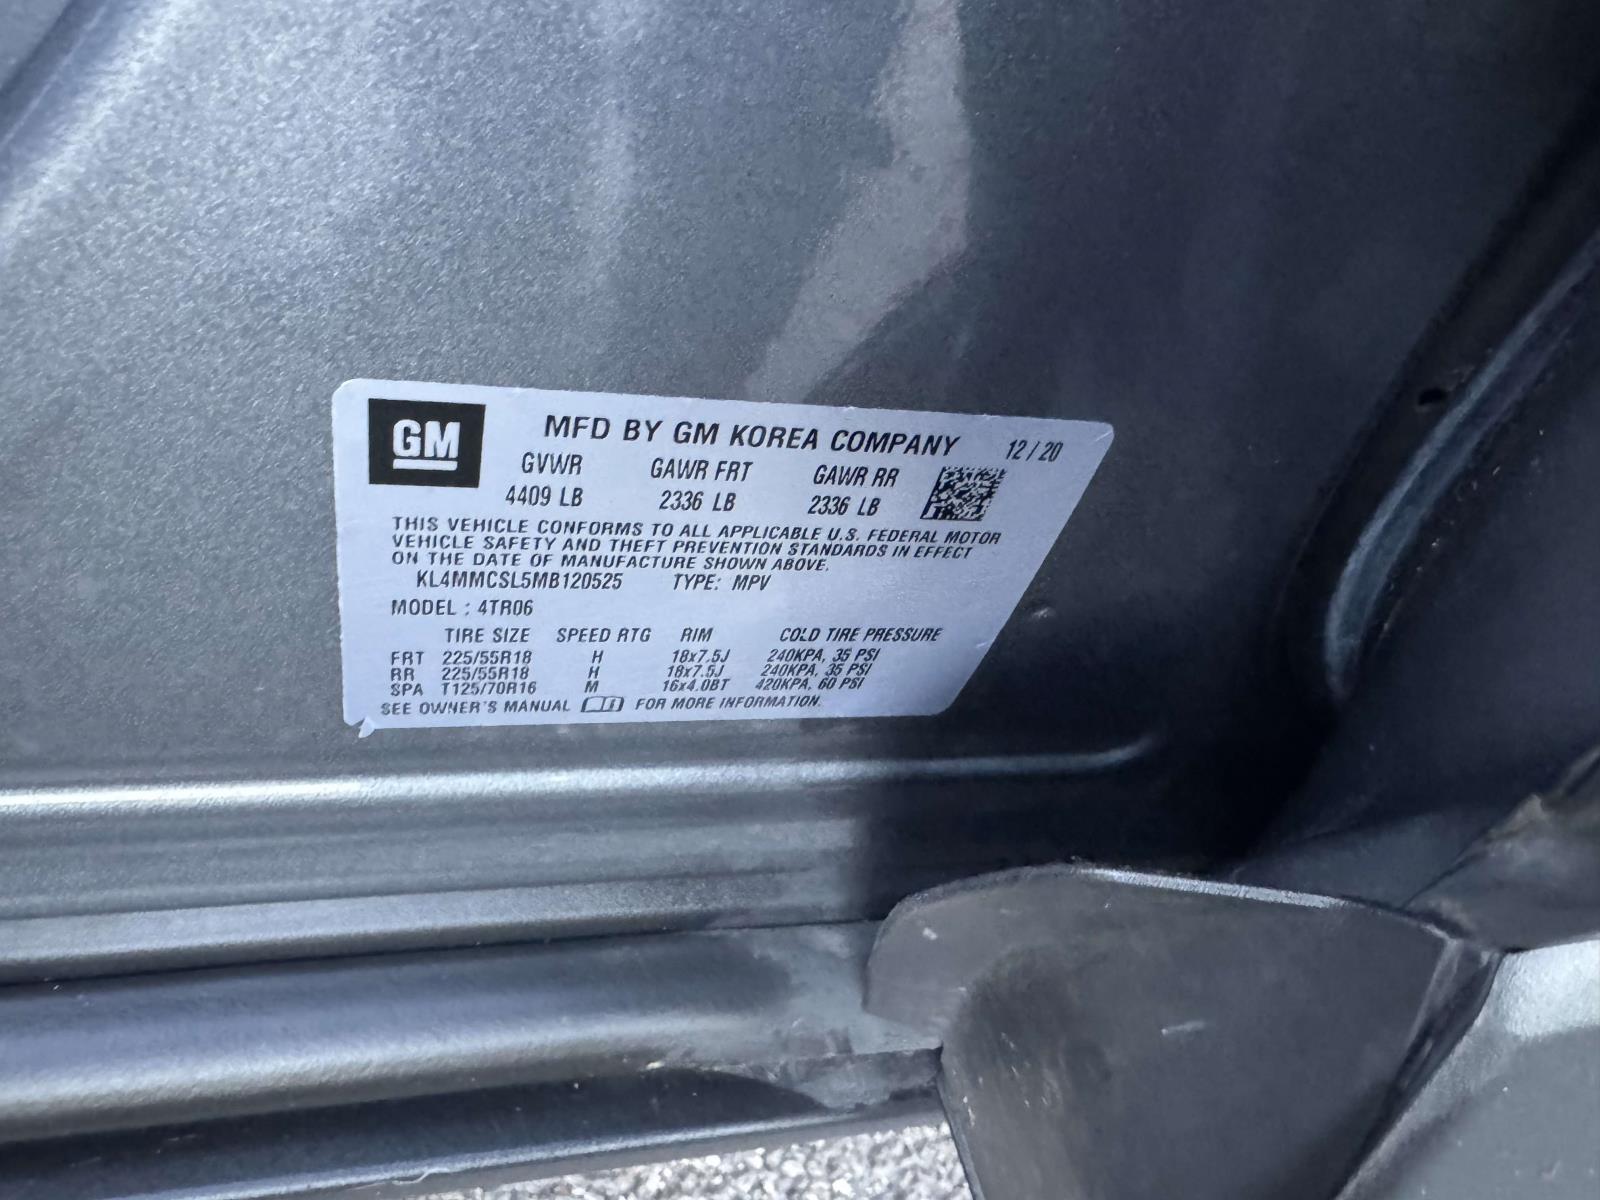 GM
MFD BY GM KOREA COMPANY 12/20
GVWR GAWR FRT GAWR RR
4409 LB 2336 LB 2336 LB
THIS VEHICLE CONFORMS TO ALL APPLICABLE U.S. FEDERAL MOTOR
VEHICLE SAFETY AND THEFT PREVENTION STANDARDS IN EFFECT
ON THE DATE OF MANUFACTURE SHOWN ABOVE.
KL4MMCSL5MB120525 TYPE: MPV
MODEL : 4TR06
TIRE SIZE SPEED RTG RIM COLD TIRE PRESSURE
FRT 225/55R18 H 18x7.5J 240KPA, 35 PSI
RR 225/55R18 H 18x7.5J 240KPA, 35 PSI
SPA T125/70R16 M 16x4.0BT 420KPA, 60 PSI
SEE OWNER'S MANUAL FOR MORE INFORMATION.